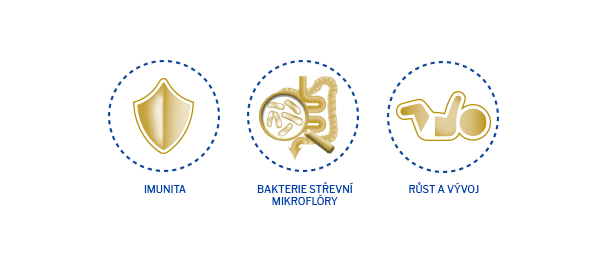 IMUNITA
BAKTERIE STŘEVNÍ
MIKROFLÓRY
RŮST A VÝVOJ